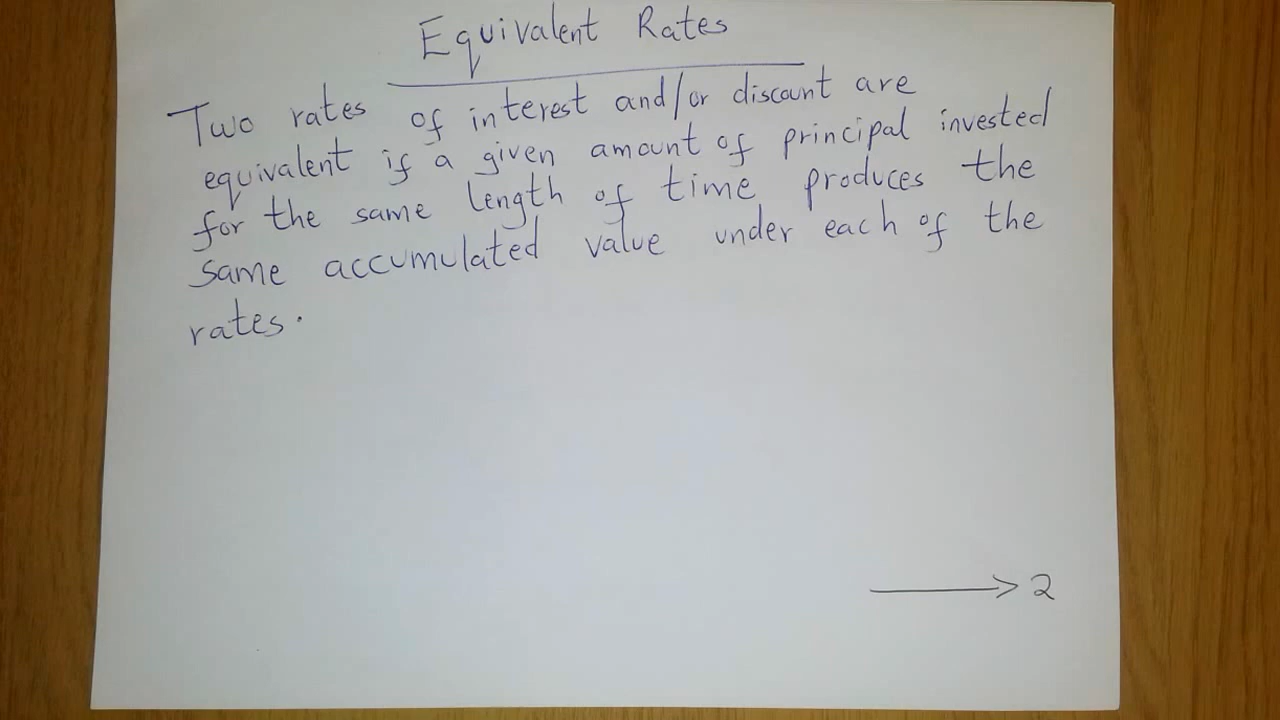 Equivalent Rates
Two rates of interest and/or discount are
equivalent if a given amount of principal invested
for the same length of time produces the
same accumulated value under each of the
rates.
→ 2